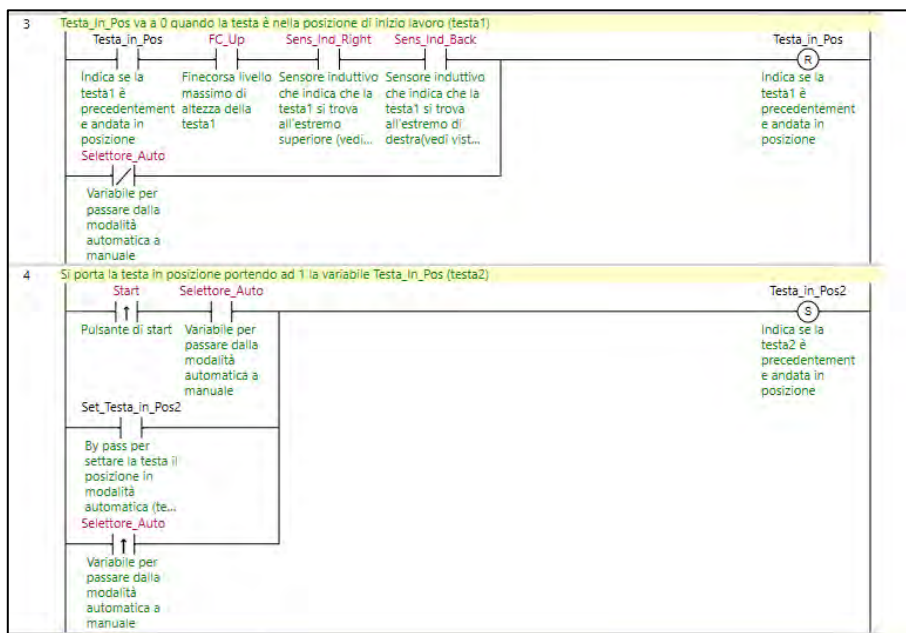 3 Testa_In_Pos va a 0 quando la testa è nella posizione di inizio lavoro (testa1)
Testa_in_Pos FC_Up Sens_Ind_Right Sens_Ind_Back Testa_in_Pos
R
Indica se la Finecorsa livello Sensore induttivo Sensore induttivo Indica se la
testa1 è massimo di che indica che la che indica che la testa1 è
precedentement altezza della testa1 si trova testa1 si trova precedentement
e andata in testa1 all'estremo all'estremo di e andata in
posizione superiore (vedi... destra(vedi vist... posizione
Selettore_Auto
Variabile per
passare dalla
modalità
automatica a
manuale
4 Si porta la testa in posizione portendo ad 1 la variabile Testa_In_Pos (testa2)
Start Selettore_Auto Testa_in_Pos2
S
Pulsante di start Variabile per Indica se la
passare dalla testa2 è
modalità precedentement
automatica a e andata in
manuale posizione
Set_Testa_in_Pos2
By pass per
settare la testa il
posizione in
modalità
automatica (te...
Selettore_Auto
Variabile per
passare dalla
modalità
automatica a
manuale